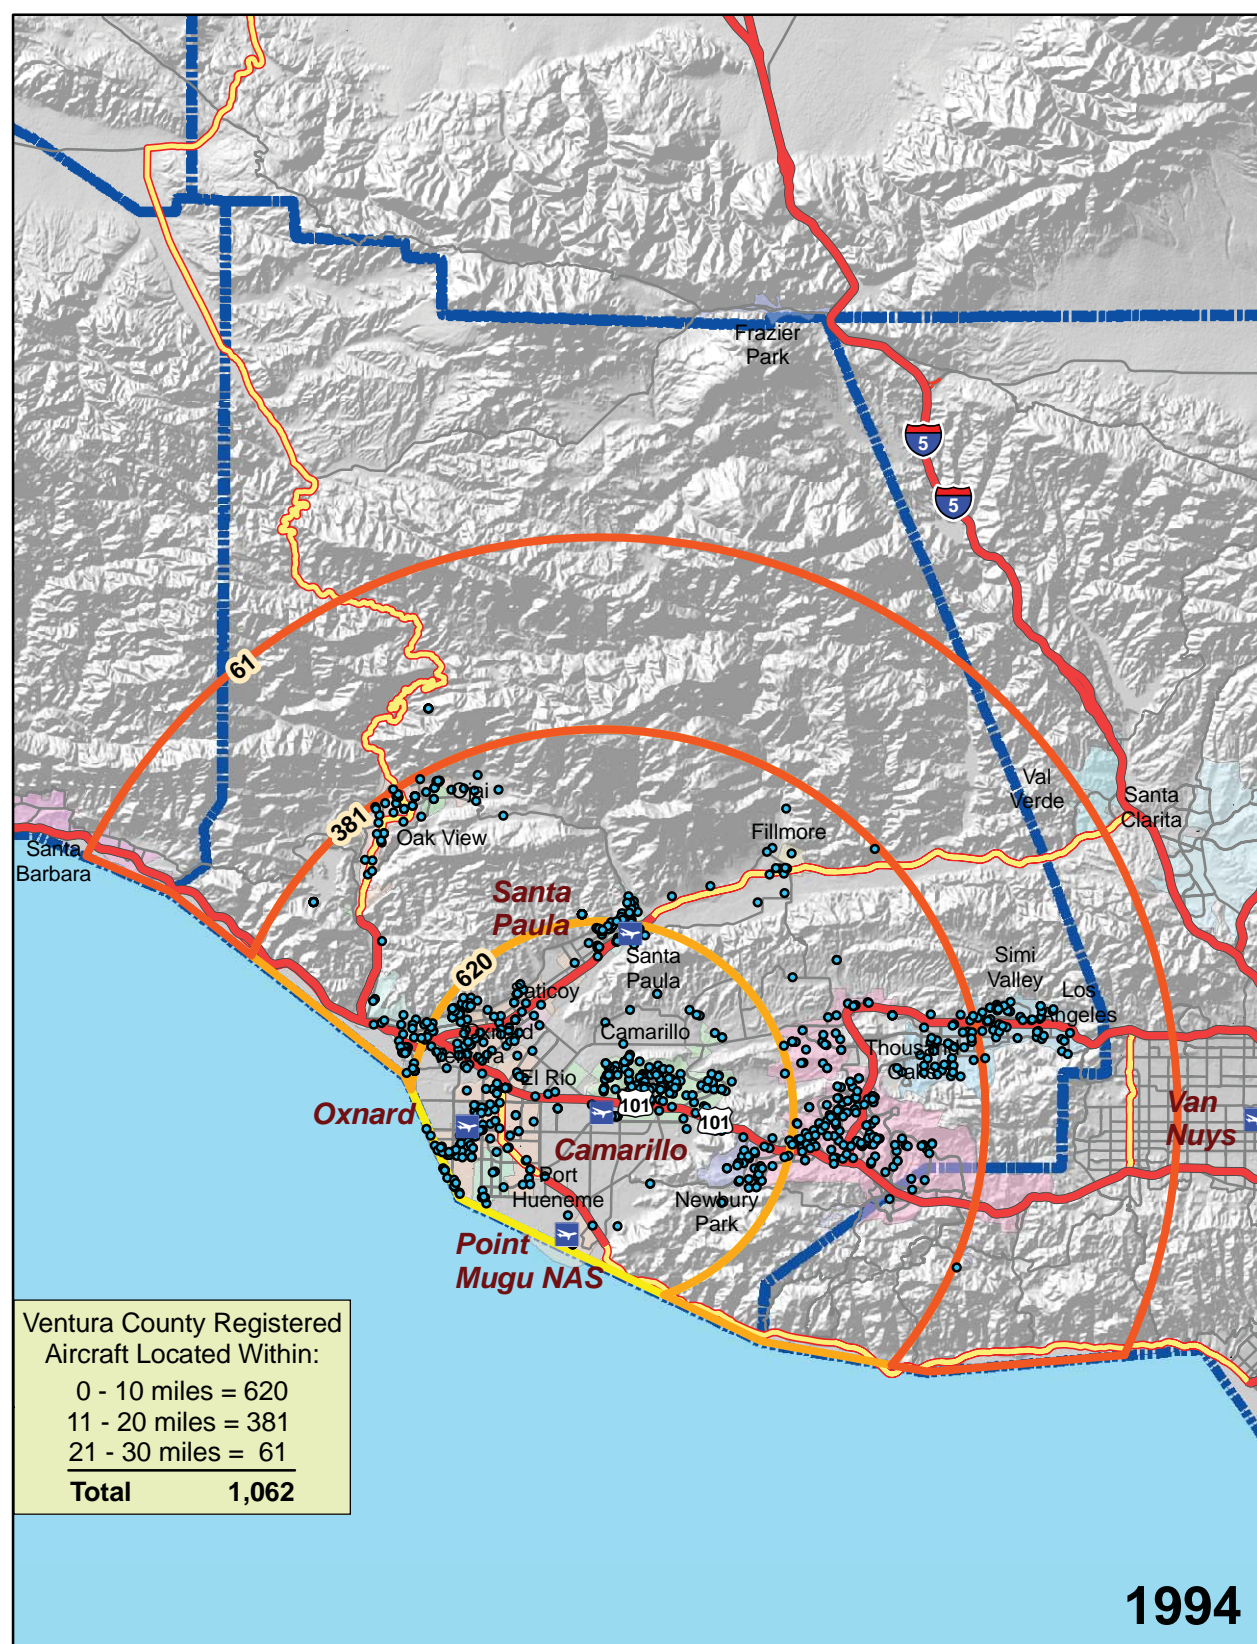 Frazier
Park
5
5
61
Val
Verde
Santa
Clarita
Ojai
381
Oak View
Fillmore
Santa
Barbara
Santa
Paula
620
Santa
Paula
Simi
Valley
Los
Angeles
Saticoy
Oxnard
Camarillo
Ventura
Thousand
Oaks
El Rio
101
101
Oxnard
Camarillo
Van
Nuys
Port
Hueneme
Newbury
Park
Point
Mugu NAS
Ventura County Registered
Aircraft Located Within:
0 - 10 miles = 620
11 - 20 miles = 381
21 - 30 miles = 61
Total 1,062
1994